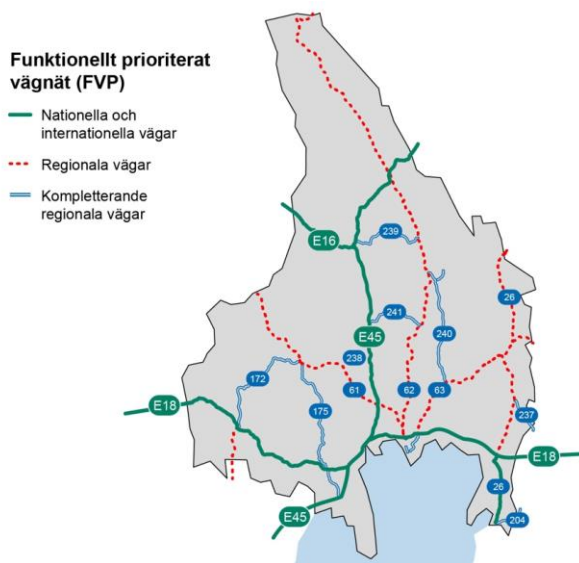 Funktionellt prioriterat
vägnät (FVP)
Nationella och
internationella vägar
Regionala vägar
Kompletterande
regionala vägar
E16
239
26
241
240
E45
238
172
61
62
63
E18
175
237
E18
26
E45
204